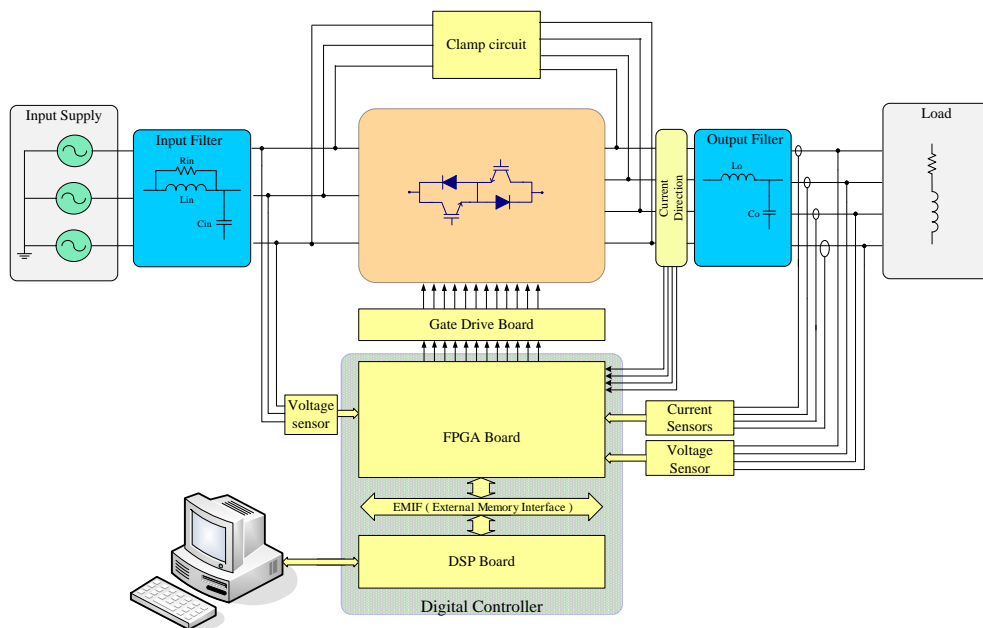 Clamp circuit
Input Supply
Input Filter
Rin
Lin
Cin
Current
Direction
Output Filter
Lo
Co
Load
Gate Drive Board
Voltage
sensor
FPGA Board
Current
Sensors
Voltage
Sensor
EMIF ( External Memory Interface )
DSP Board
Digital Controller